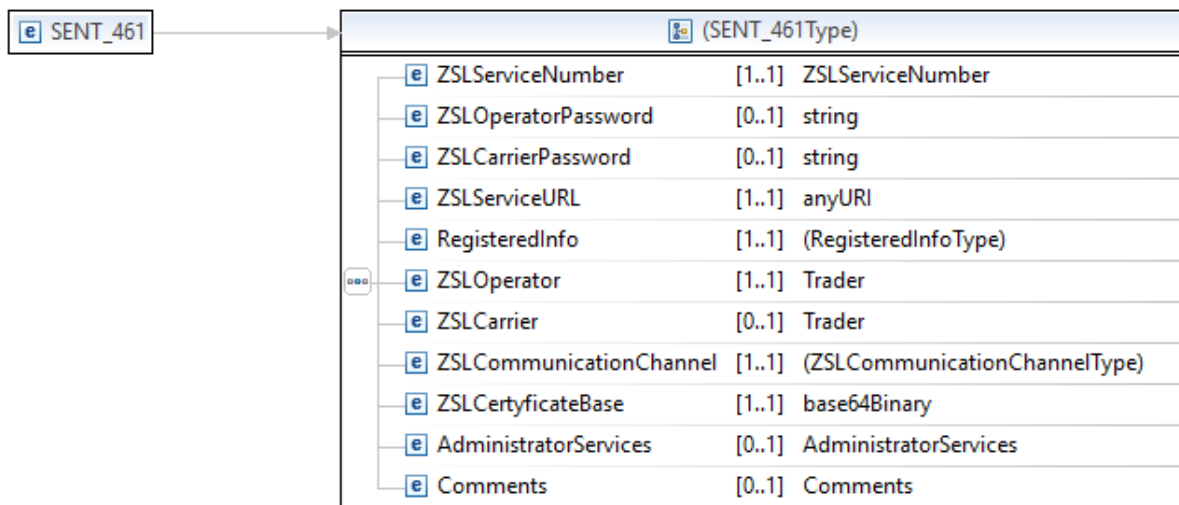 e SENT_461
(SENT_461Type)
e ZSLServiceNumber [1..1] ZSLServiceNumber
e ZSLOperatorPassword [0..1] string
e ZSLCarrierPassword [0..1] string
e ZSLServiceURL [1..1] anyURI
e RegisteredInfo [1..1] (RegisteredInfoType)
e ZSLOperator [1..1] Trader
e ZSLCarrier [0..1] Trader
e ZSLCommunicationChannel [1..1] (ZSLCommunicationChannelType)
e ZSLCertyficateBase [1..1] base64Binary
e AdministratorServices [0..1] AdministratorServices
e Comments [0..1] Comments